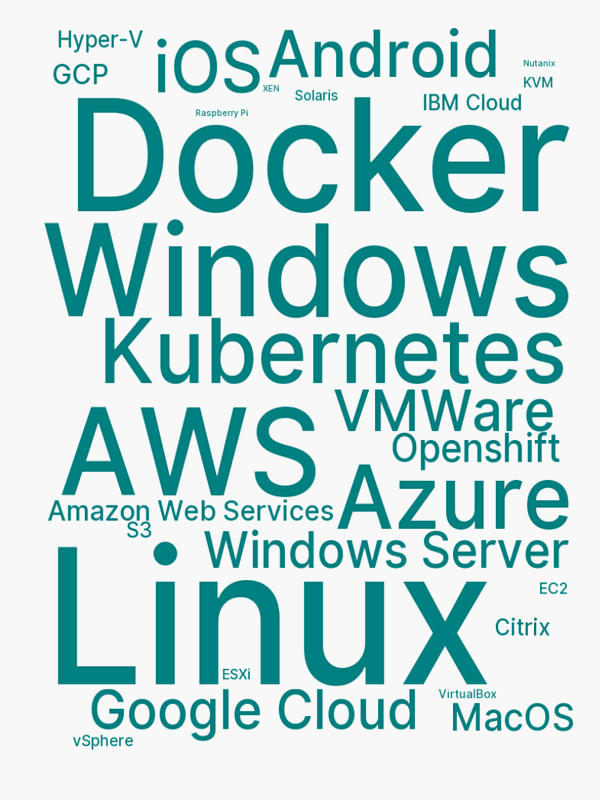 Hyper-V
iOS
Android
GCP
Nutanix
XEN
KVM
Solaris
IBM Cloud
Raspberry Pi
Docker
Windows
Kubernetes
VMWare
AWS
Openshift
Azure
Amazon Web Services
S3
Windows Server
Linux
EC2
Citrix
ESXi
Google Cloud
VirtualBox
MacOS
vSphere